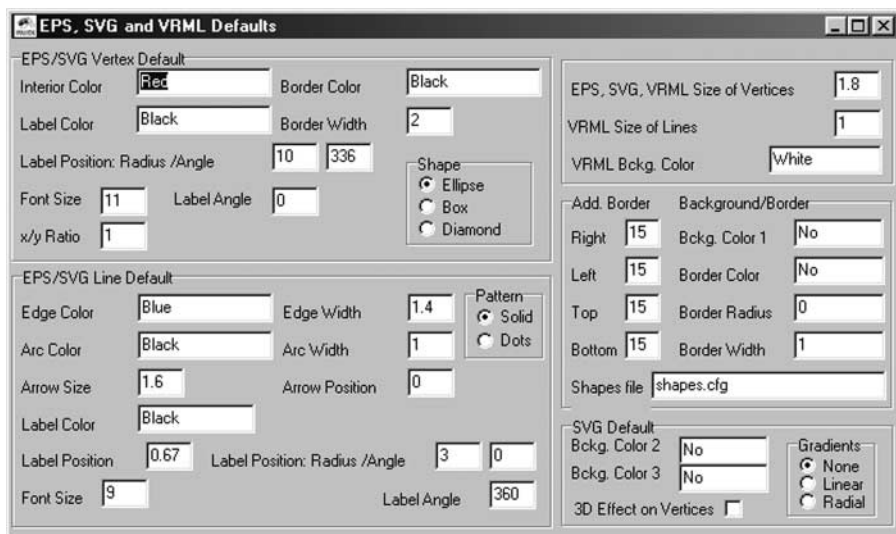 EPS, SVG and VRML Defaults
EPS/SVG Vertex Default
Interior Color Red Border Color Black
Label Color Black Border Width 2
Label Position: Radius /Angle 10 336
Font Size 11 Label Angle 0
x/y Ratio 1
Shape
Ellipse
Box
Diamond
EPS/SVG Line Default
Edge Color Blue Edge Width 1.4
Arc Color Black Arc Width 1
Arrow Size 1.6 Arrow Position 0
Label Color Black
Label Position 0.67 Label Position: Radius /Angle 3 0
Font Size 9 Label Angle 360
Pattern
Solid
Dots
EPS, SVG, VRML Size of Vertices 1.8
VRML Size of Lines 1
VRML Bckg. Color White
Add. Border Background/Border
Right 15 Bckg. Color 1 No
Left 15 Border Color No
Top 15 Border Radius 0
Bottom 15 Border Width 1
Shapes file shapes.cfg
SVG Default
Bckg. Color 2 No
Bckg. Color 3 No
3D Effect on Vertices
Gradients
None
Linear
Radial